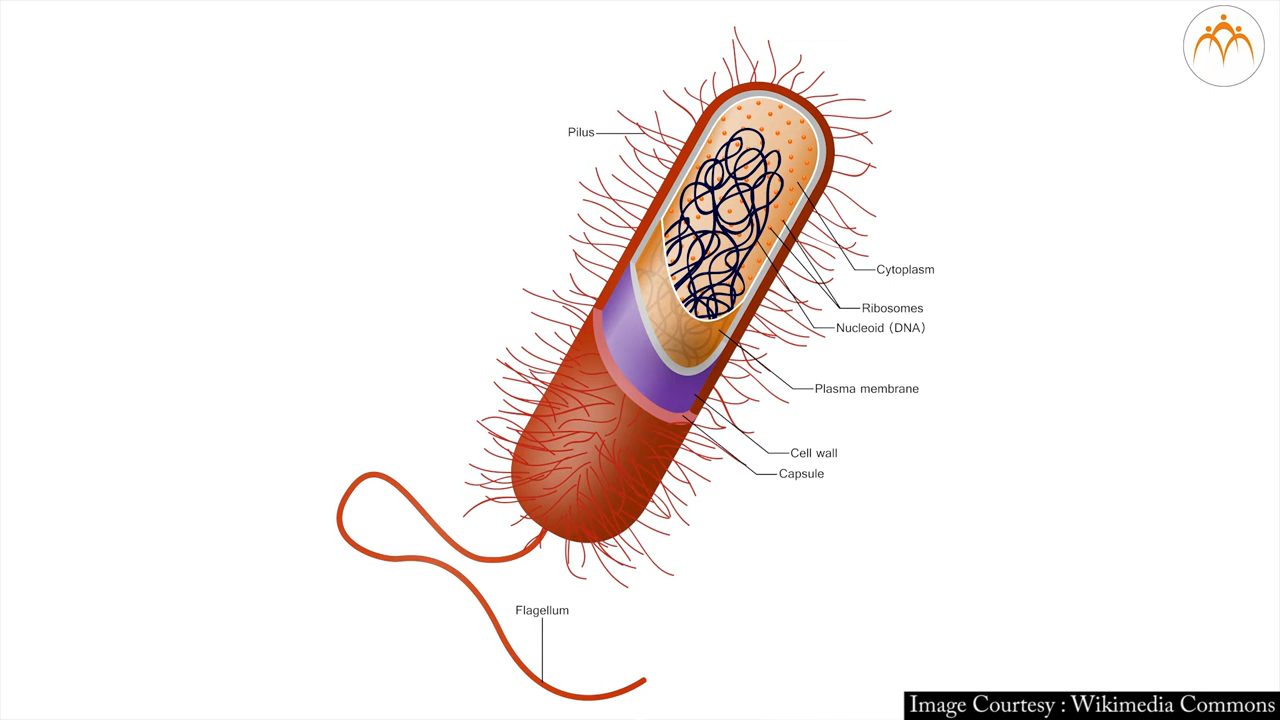 Pilus
Cytoplasm
Ribosomes
Nucleoid (DNA)
Plasma membrane
Cell wall
Capsule
Flagellum
Image Courtesy : Wikimedia Commons